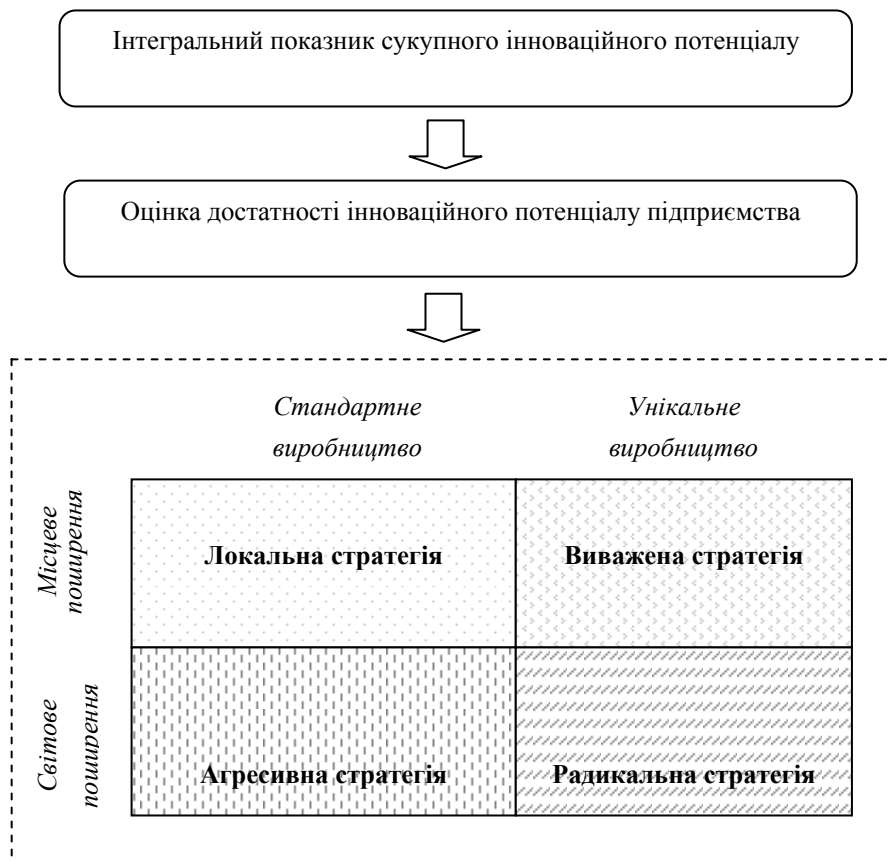 Інтегральний показник сукупного інноваційного потенціалу
Оцінка достатності інноваційного потенціалу підприємства
Стандартне
виробництво
Унікальне
виробництво
Місцеве
поширення
Локальна стратегія
Виважена стратегія
Світове
поширення
Агресивна стратегія
Радикальна стратегія